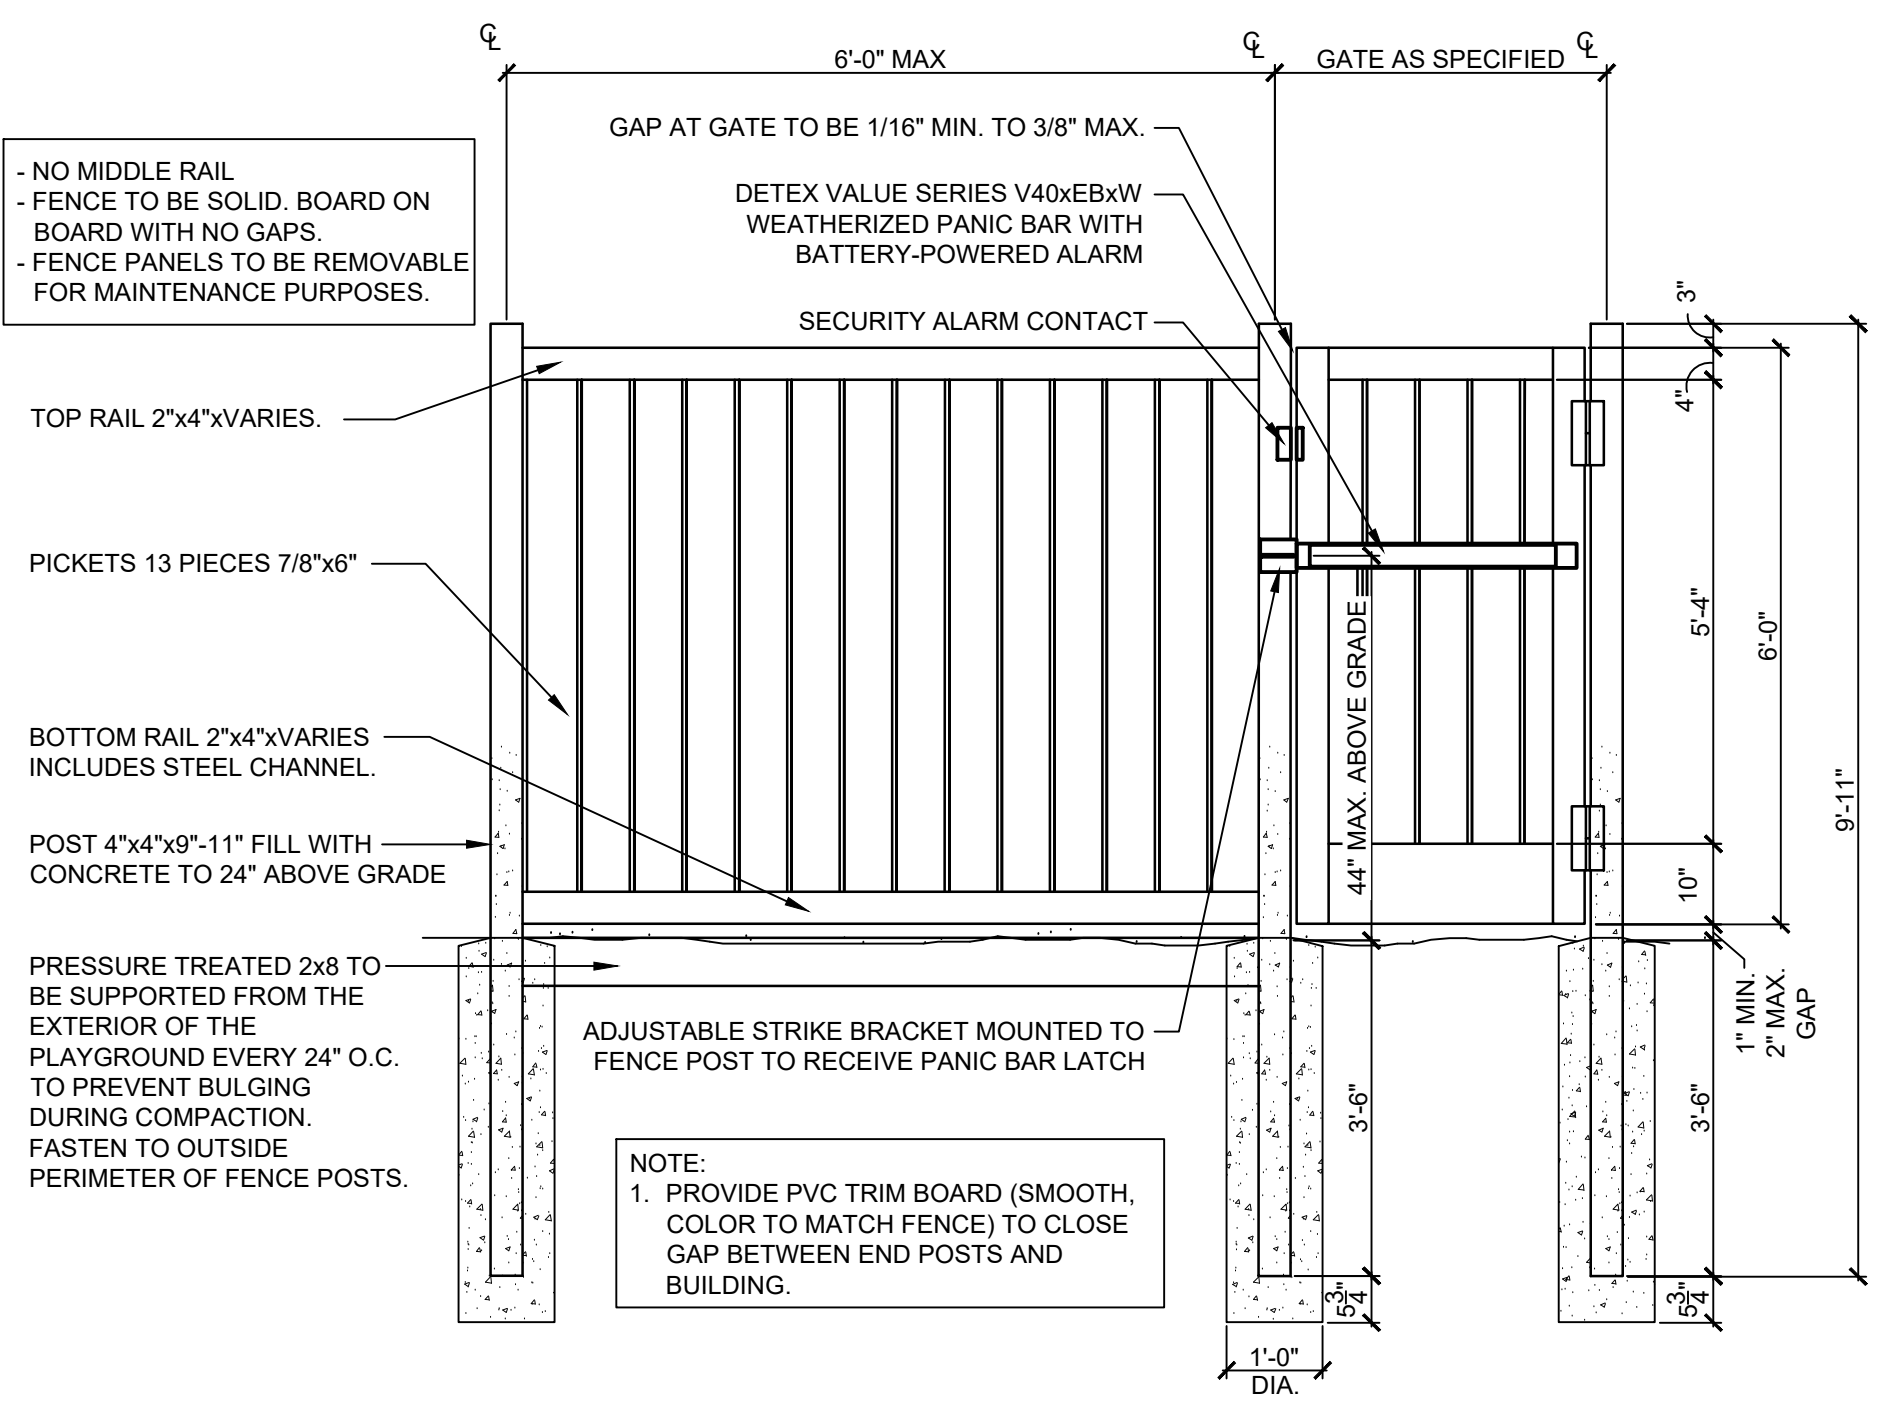 ℄
℄
℄
6'-0" MAX
GATE AS SPECIFIED
GAP AT GATE TO BE 1/16" MIN. TO 3/8" MAX.
- NO MIDDLE RAIL
- FENCE TO BE SOLID. BOARD ON
BOARD WITH NO GAPS.
- FENCE PANELS TO BE REMOVABLE
FOR MAINTENANCE PURPOSES.
DETEX VALUE SERIES V40xEBxW
WEATHERIZED PANIC BAR WITH
BATTERY-POWERED ALARM
SECURITY ALARM CONTACT
TOP RAIL 2"x4"xVARIES.
PICKETS 13 PIECES 7/8"x6"
BOTTOM RAIL 2"x4"xVARIES
INCLUDES STEEL CHANNEL.
POST 4"x4"x9"-11" FILL WITH
CONCRETE TO 24" ABOVE GRADE
PRESSURE TREATED 2x8 TO
BE SUPPORTED FROM THE
EXTERIOR OF THE
PLAYGROUND EVERY 24" O.C.
TO PREVENT BULGING
DURING COMPACTION.
FASTEN TO OUTSIDE
PERIMETER OF FENCE POSTS.
ADJUSTABLE STRIKE BRACKET MOUNTED TO
FENCE POST TO RECEIVE PANIC BAR LATCH
NOTE:
1. PROVIDE PVC TRIM BOARD (SMOOTH,
COLOR TO MATCH FENCE) TO CLOSE
GAP BETWEEN END POSTS AND
BUILDING.
44" MAX. ABOVE GRADE
3'-6"
5 3/4"
1'-0"
DIA.
3"
4"
5'-4"
10"
6'-0"
9'-11"
1" MIN.
2" MAX.
GAP
3'-6"
5 3/4"